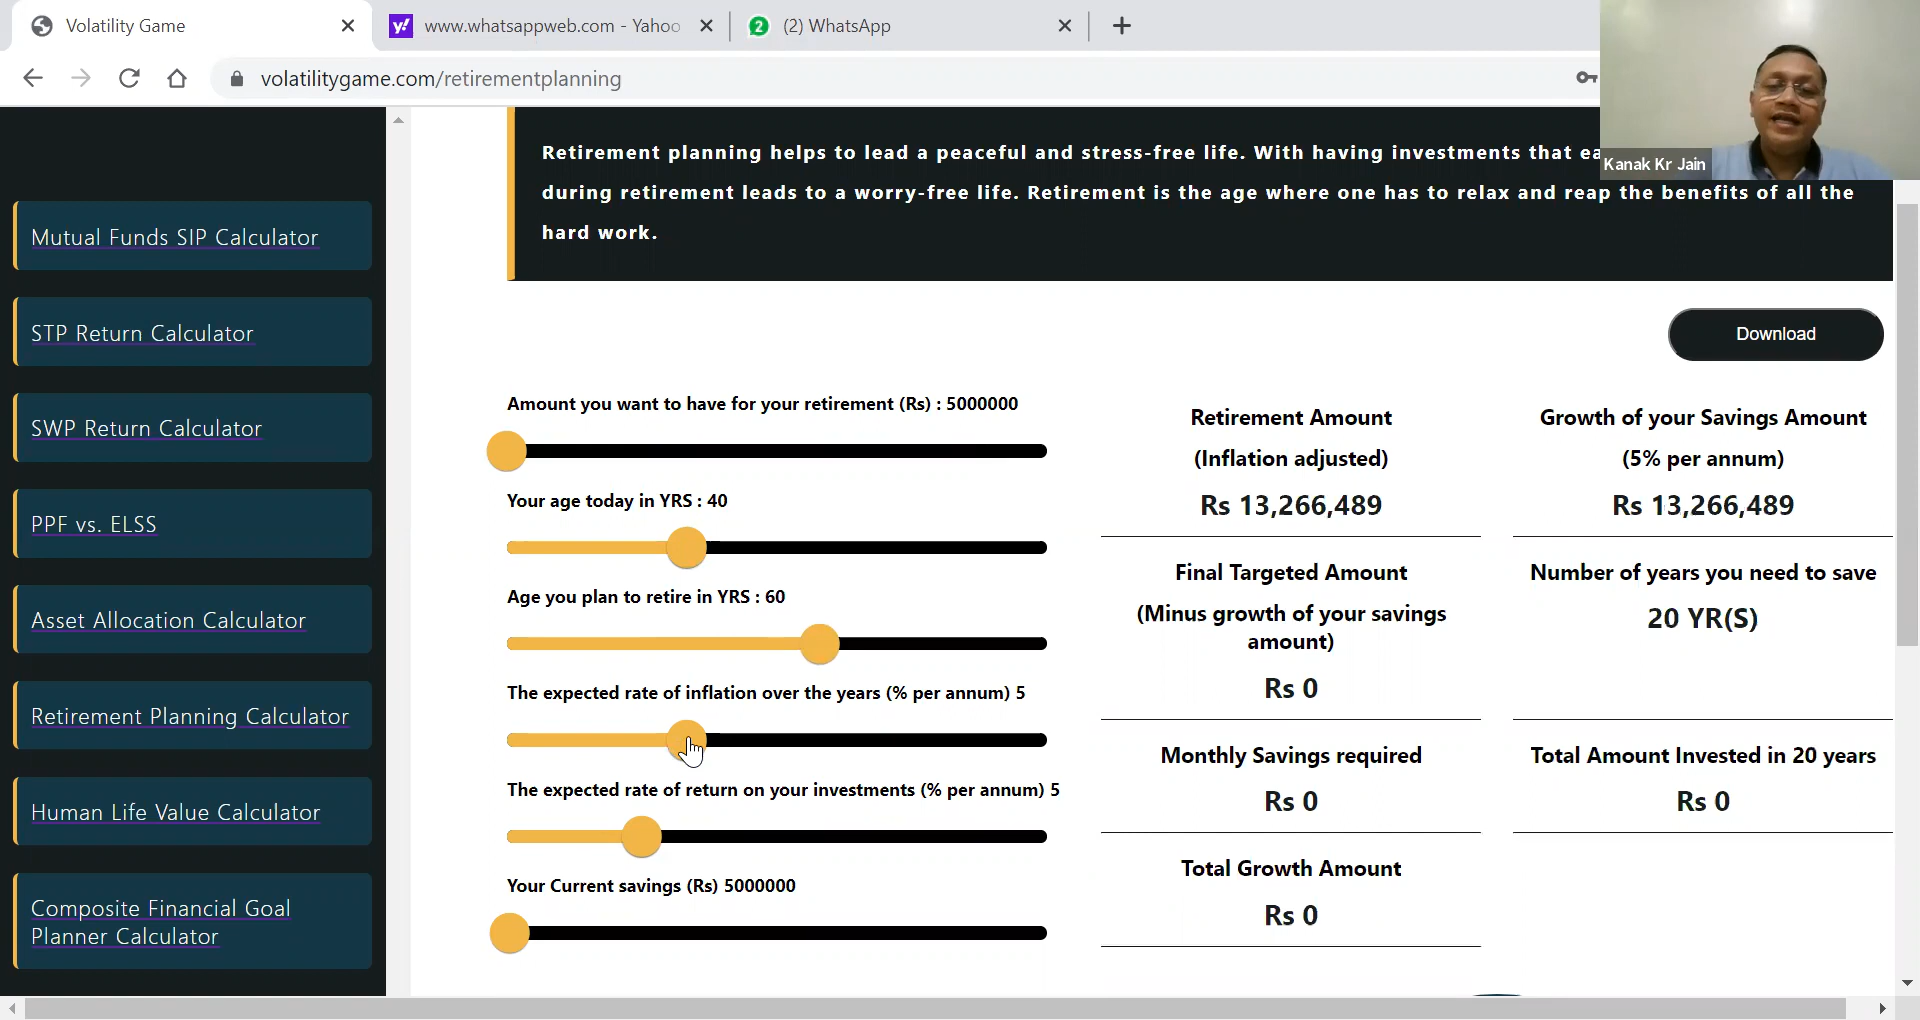 Volatility Game
www.whatsappweb.com - Yahoo
2
(2) WhatsApp
volatilitygame.com/retirementplanning
Kanak Kr Jain
Retirement planning helps to lead a peaceful and stress-free life. With having investments that ea
during retirement leads to a worry-free life. Retirement is the age where one has to relax and reap the benefits of all the
hard work.
Mutual Funds SIP Calculator
STP Return Calculator
SWP Return Calculator
PPF vs. ELSS
Asset Allocation Calculator
Retirement Planning Calculator
Human Life Value Calculator
Composite Financial Goal
Planner Calculator
Download
Amount you want to have for your retirement (Rs) : 5000000
Your age today in YRS : 40
Age you plan to retire in YRS : 60
The expected rate of inflation over the years (% per annum) 5
The expected rate of return on your investments (% per annum) 5
Your Current savings (Rs) 5000000
Retirement Amount
(Inflation adjusted)
Rs 13,266,489
Growth of your Savings Amount
(5% per annum)
Rs 13,266,489
Final Targeted Amount
(Minus growth of your savings
amount)
Rs 0
Number of years you need to save
20 YR(S)
Monthly Savings required
Rs 0
Total Amount Invested in 20 years
Rs 0
Total Growth Amount
Rs 0